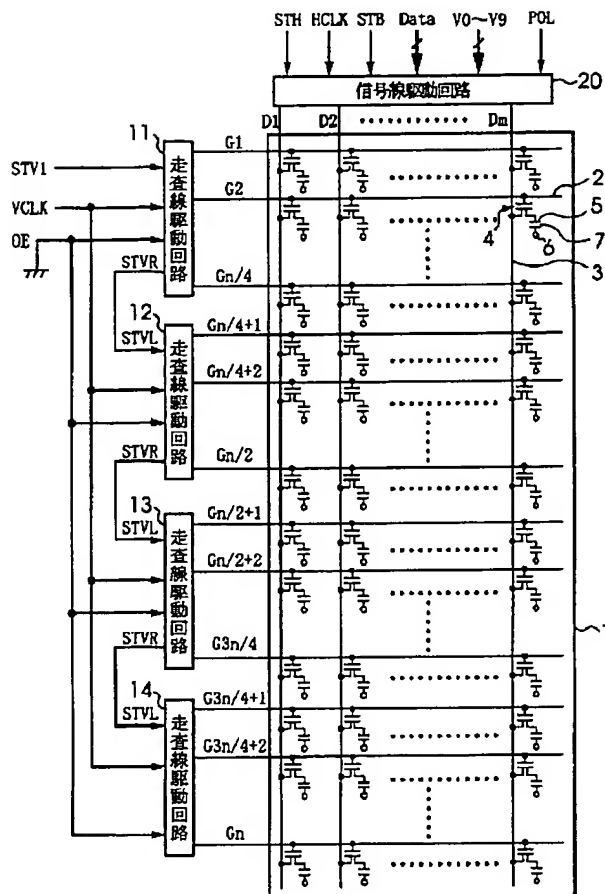 STH HCLK STB Data V0～V9 POL
信号線駆動回路
20
D1 D2 Dm
11
走査線駆動回路
STV1
VCLK
OE
G1
G2
2
4
5
7
6
3
STVR
Gn/4
12
走査線駆動回路
STVL
Gn/4+1
Gn/4+2
STVR
Gn/2
13
走査線駆動回路
STVL
Gn/2+1
Gn/2+2
1
STVR
G3n/4
14
走査線駆動回路
STVL
G3n/4+1
G3n/4+2
Gn